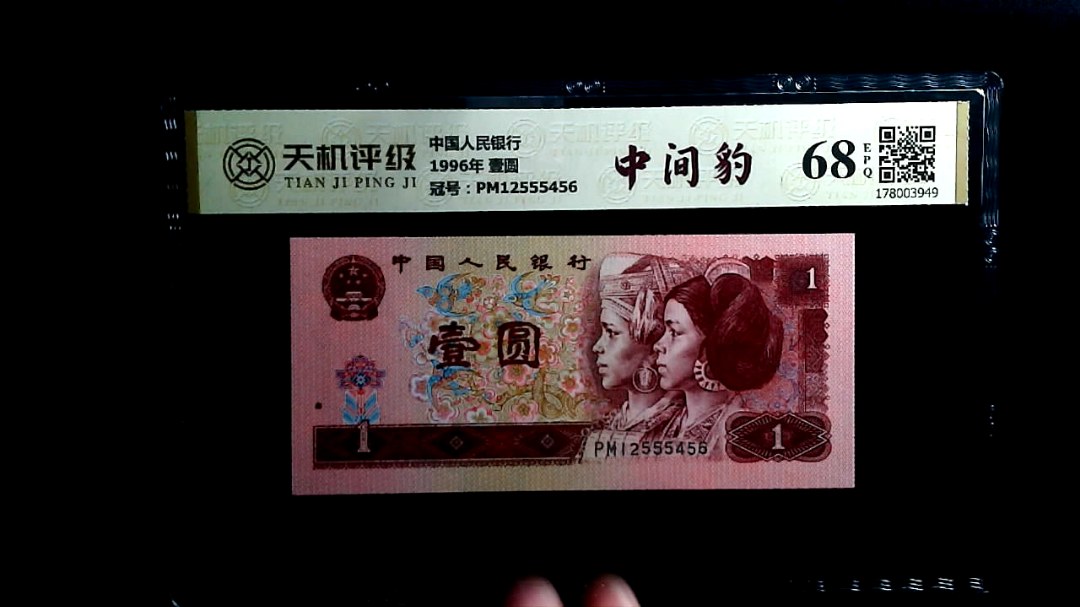 天机评级
TIAN JI PING JI
中国人民银行
1996年 壹圆
冠号：PM12555456
中间豹
68
EPQ
178003949
中国人民银行
1
壹圆
1
PM12555456
1